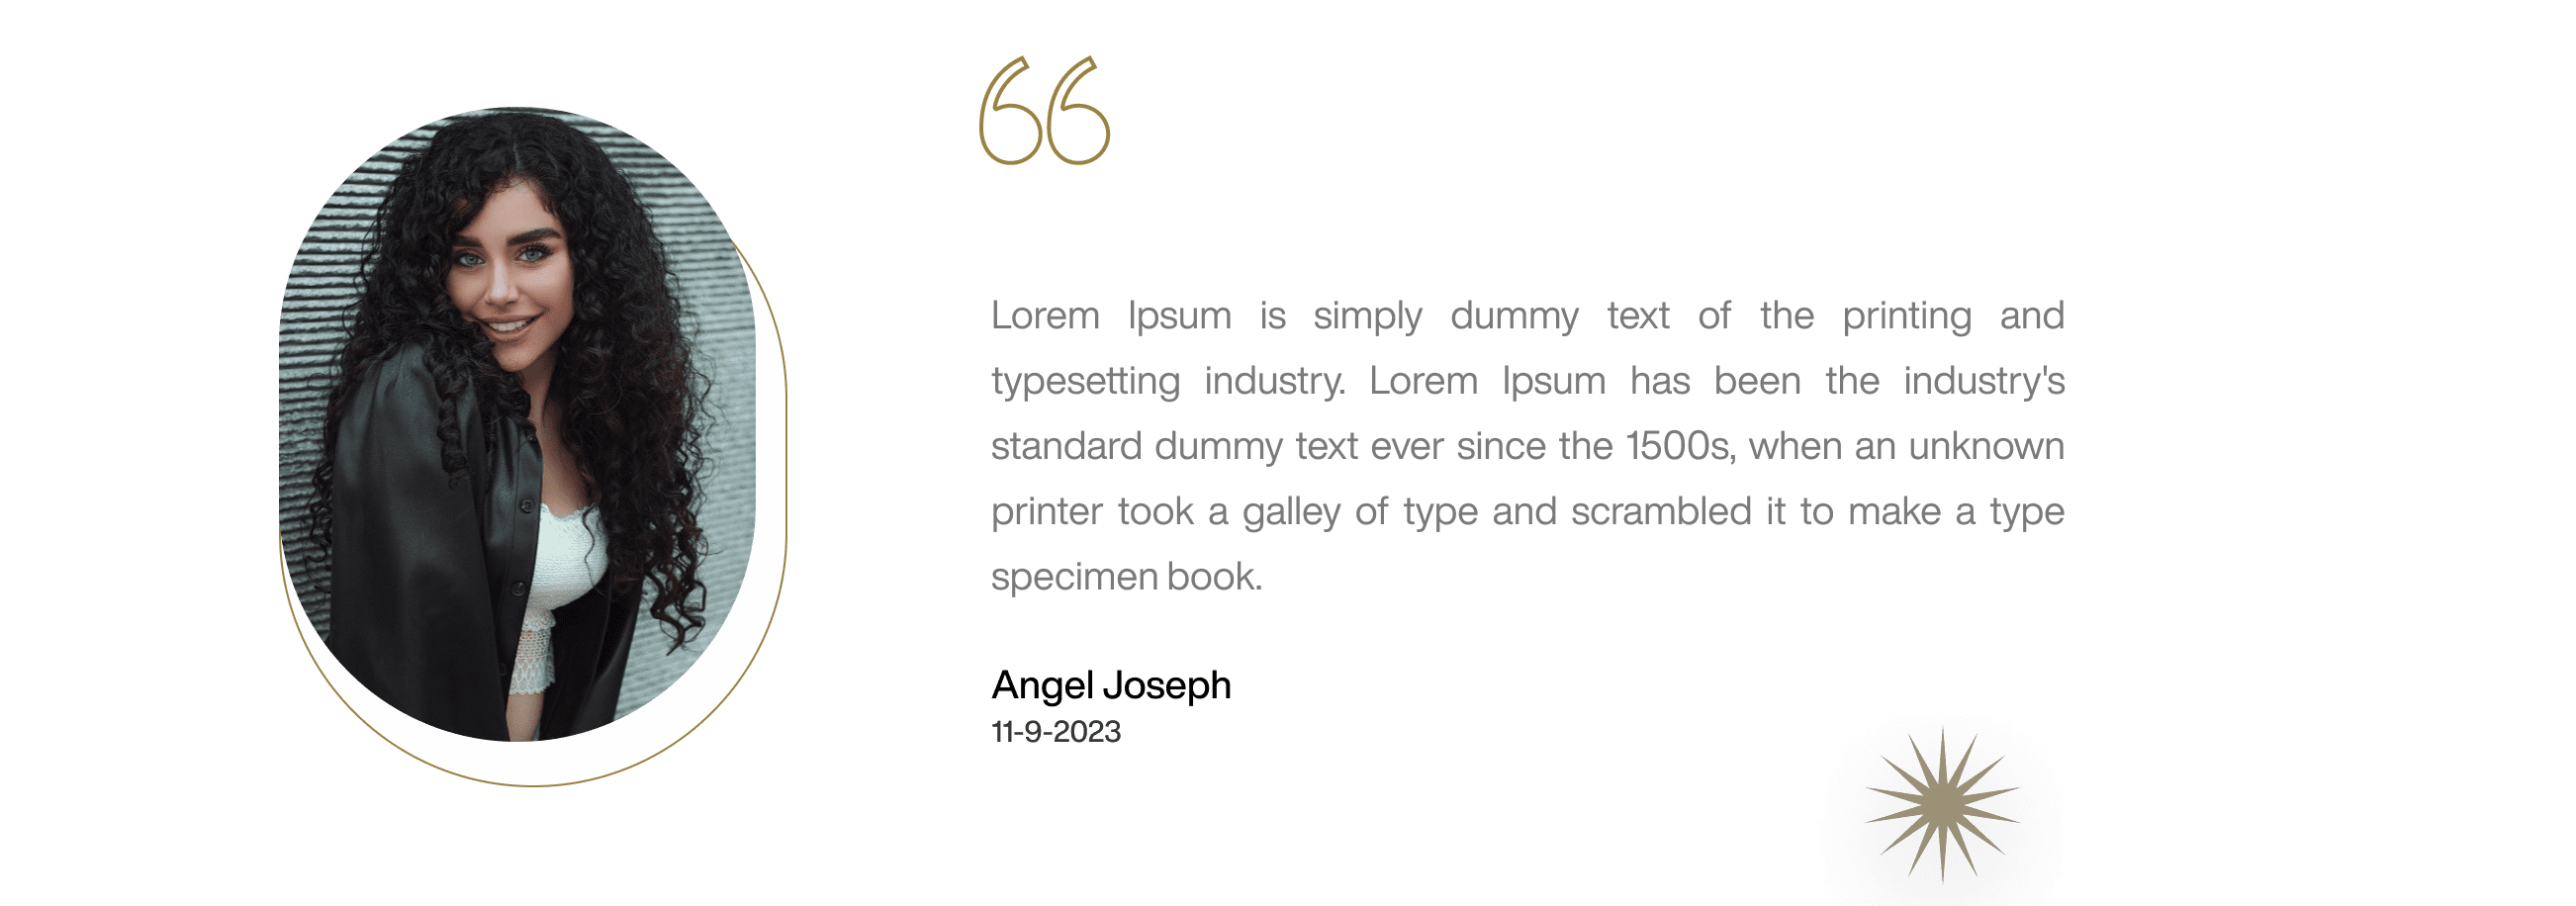 “
Lorem Ipsum is simply dummy text of the printing and
typesetting industry. Lorem Ipsum has been the industry's
standard dummy text ever since the 1500s, when an unknown
printer took a galley of type and scrambled it to make a type
specimen book.
Angel Joseph
11-9-2023